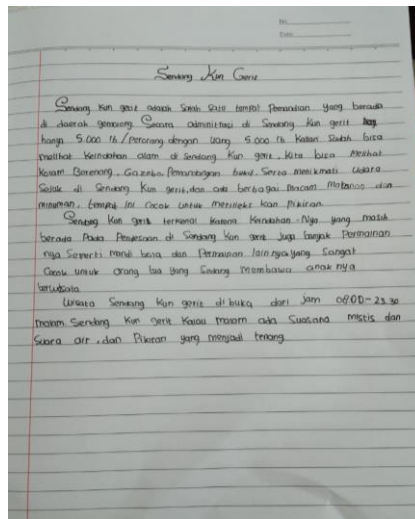 No.
Date.
Sendang Kun Gerit
Sendang Kun gerit adalah Salah Satu tempat Pemandian yang berada
di daerah gemolong. Secara administrasi di Sendang Kun gerit
hanya 5.000 rb /Perorang dengan Uang 5.000 rb Kalian Sudah bisa
melihat Keindahan alam di Sendang Kun gerit, Kita bisa Melihat
Kolam Berenang, Gazebo, Pemandangan bukit, Serta menikmati Udara
Sejuk di Sendang Kun gerit, dan ada berbagai Macam Makanan dan
minuman, tempat ini Cocok untuk merilekskan Pikiran.
Sendang Kun gerit terkenal Karena Keindahan-Nya yang masih
berada Pada Pedesaan di Sendang Kun gerit Juga banyak Permainan
nya Seperti mandi bola dan Permainan lainnya yang Sangat
Cocok untuk orang tua yang Sedang Membawa anak nya
berwisata.
Wisata Sendang Kun gerit di buka dari jam 08.00-23.30
malam. Sendang Kun gerit Kalau malam ada Suasana mistis dan
Suara air, dan Pikiran yang menjadi tenang